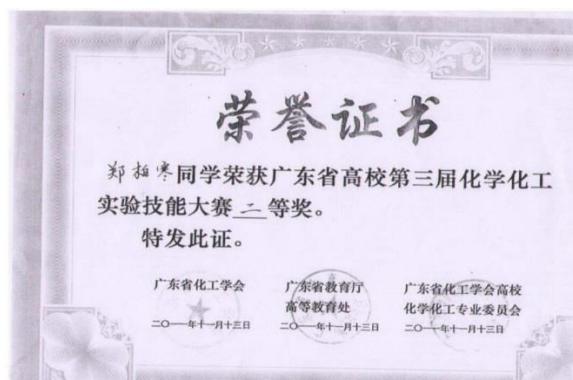 荣誉证书
郑柏寒同学荣获广东省高校第三届化学化工
实验技能大赛二等奖。
特发此证。
广东省化工学会
二〇一一年十一月十三日
广东省教育厅
高等教育处
二〇一一年十一月十三日
广东省化工学会高校
化学化工专业委员会
二〇一一年十一月十三日